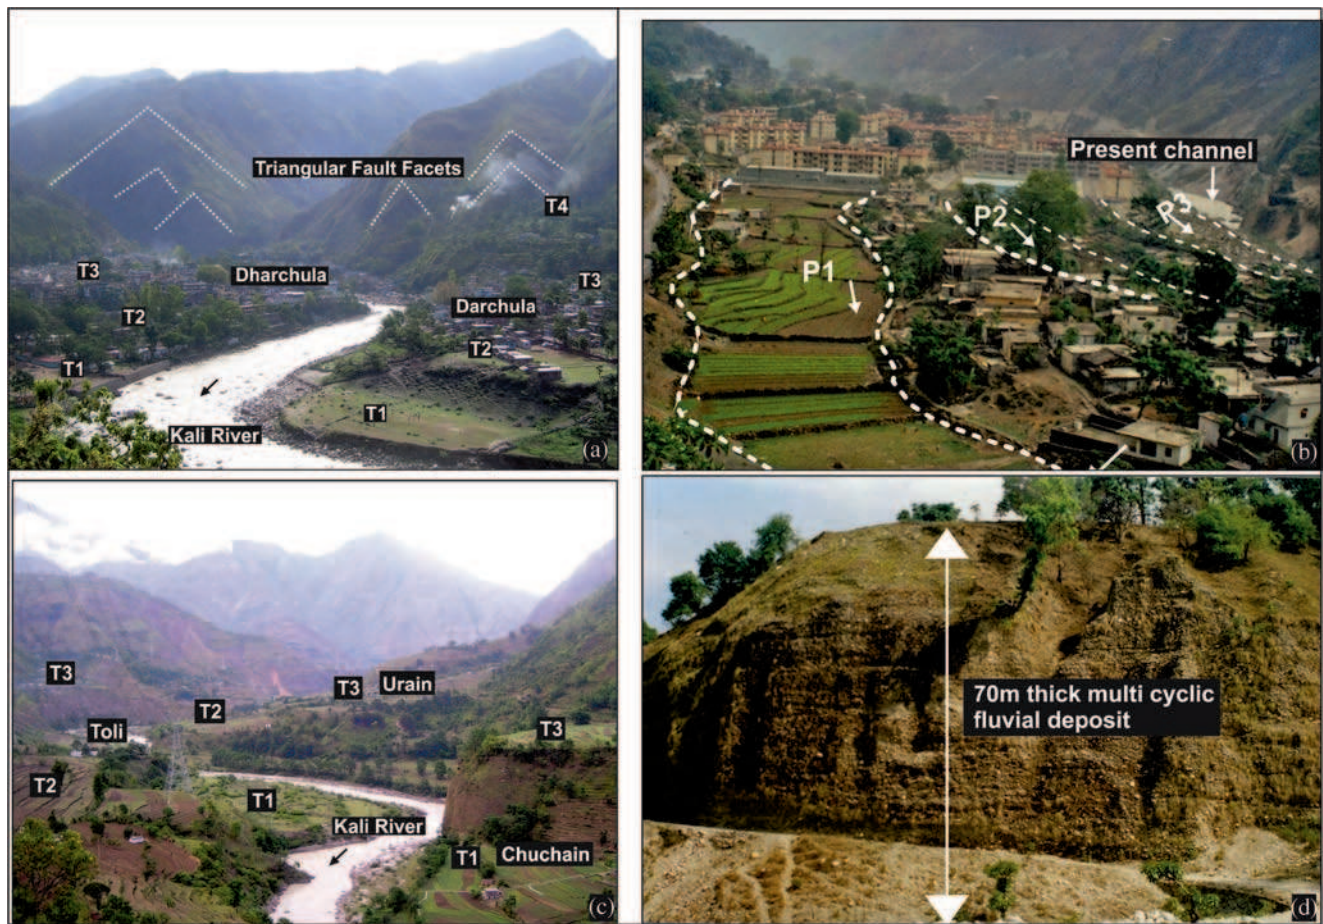 Triangular Fault Facets
T4
T3
Dharchula
T3
Darchula
T2
T2
T1
T1
Kali River
(a)
Present channel
P3
P2
P1
(b)
T3
T3
Urain
T2
Toli
T3
T2
T1
Kali River
T1
Chuchain
(c)
70m thick multi cyclic
fluvial deposit
(d)